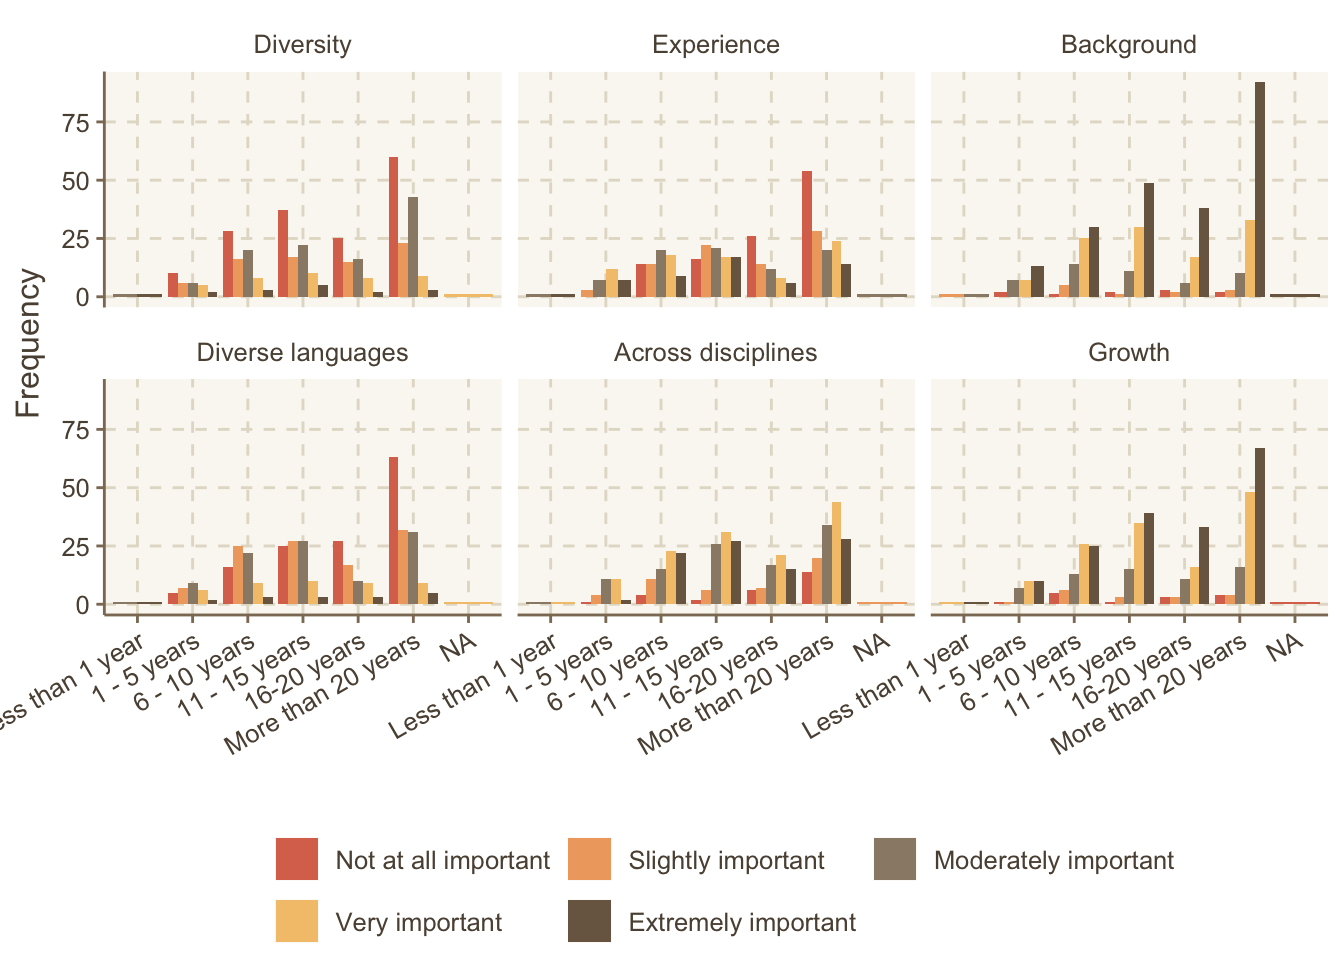 Diversity
Experience
Background
75
50
25
0
Frequency
Diverse languages
Across disciplines
Growth
75
50
25
0
ess than 1 year
1 - 5 years
6 - 10 years
11 - 15 years
16-20 years
More than 20 years
NA
Less than 1 year
1 - 5 years
6 - 10 years
11 - 15 years
16-20 years
More than 20 years
NA
Less than 1 year
1 - 5 years
6 - 10 years
11 - 15 years
16-20 years
More than 20 years
NA
Not at all important
Slightly important
Moderately important
Very important
Extremely important